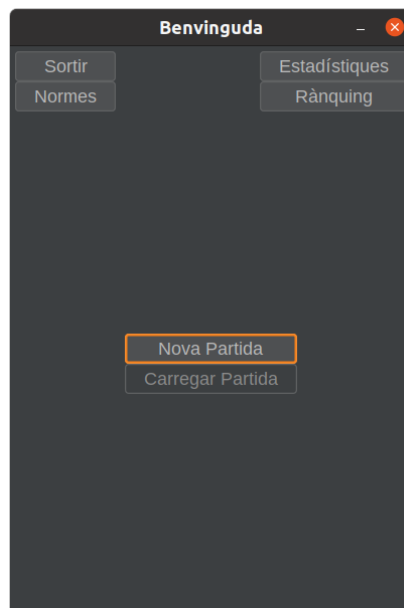 Benvinguda
Sortir
Estadístiques
Normes
Rànquing
Nova Partida
Carregar Partida